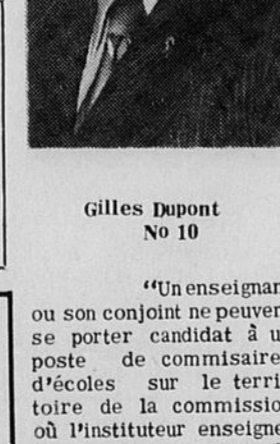 Gilles Dupont
No 10
“Un enseignan
ou son conjoint ne peuven
se porter candidat à u
poste de commisaire
d'écoles sur le terri
toire de la commissio
où l'instituteur enseign